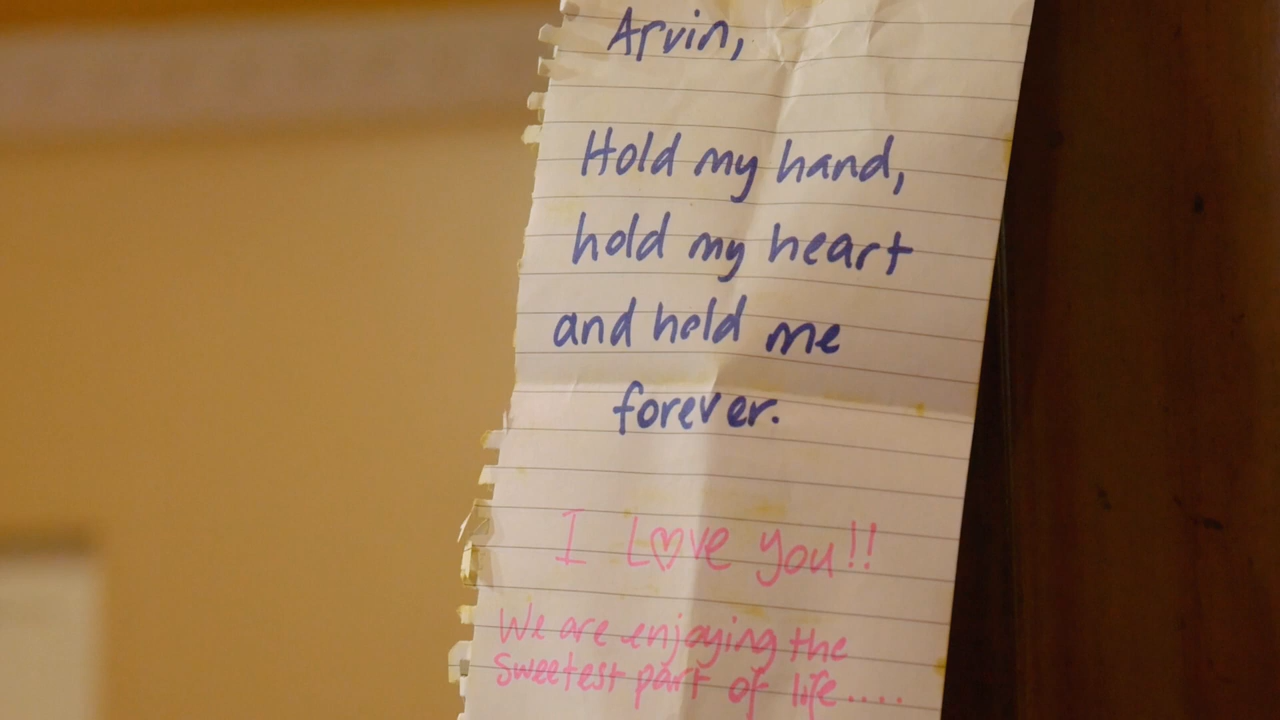 Arvin,
Hold my hand,
hold my heart
and hold me
forever.
I Love you!!
We are enjoying the
sweetest part of life....